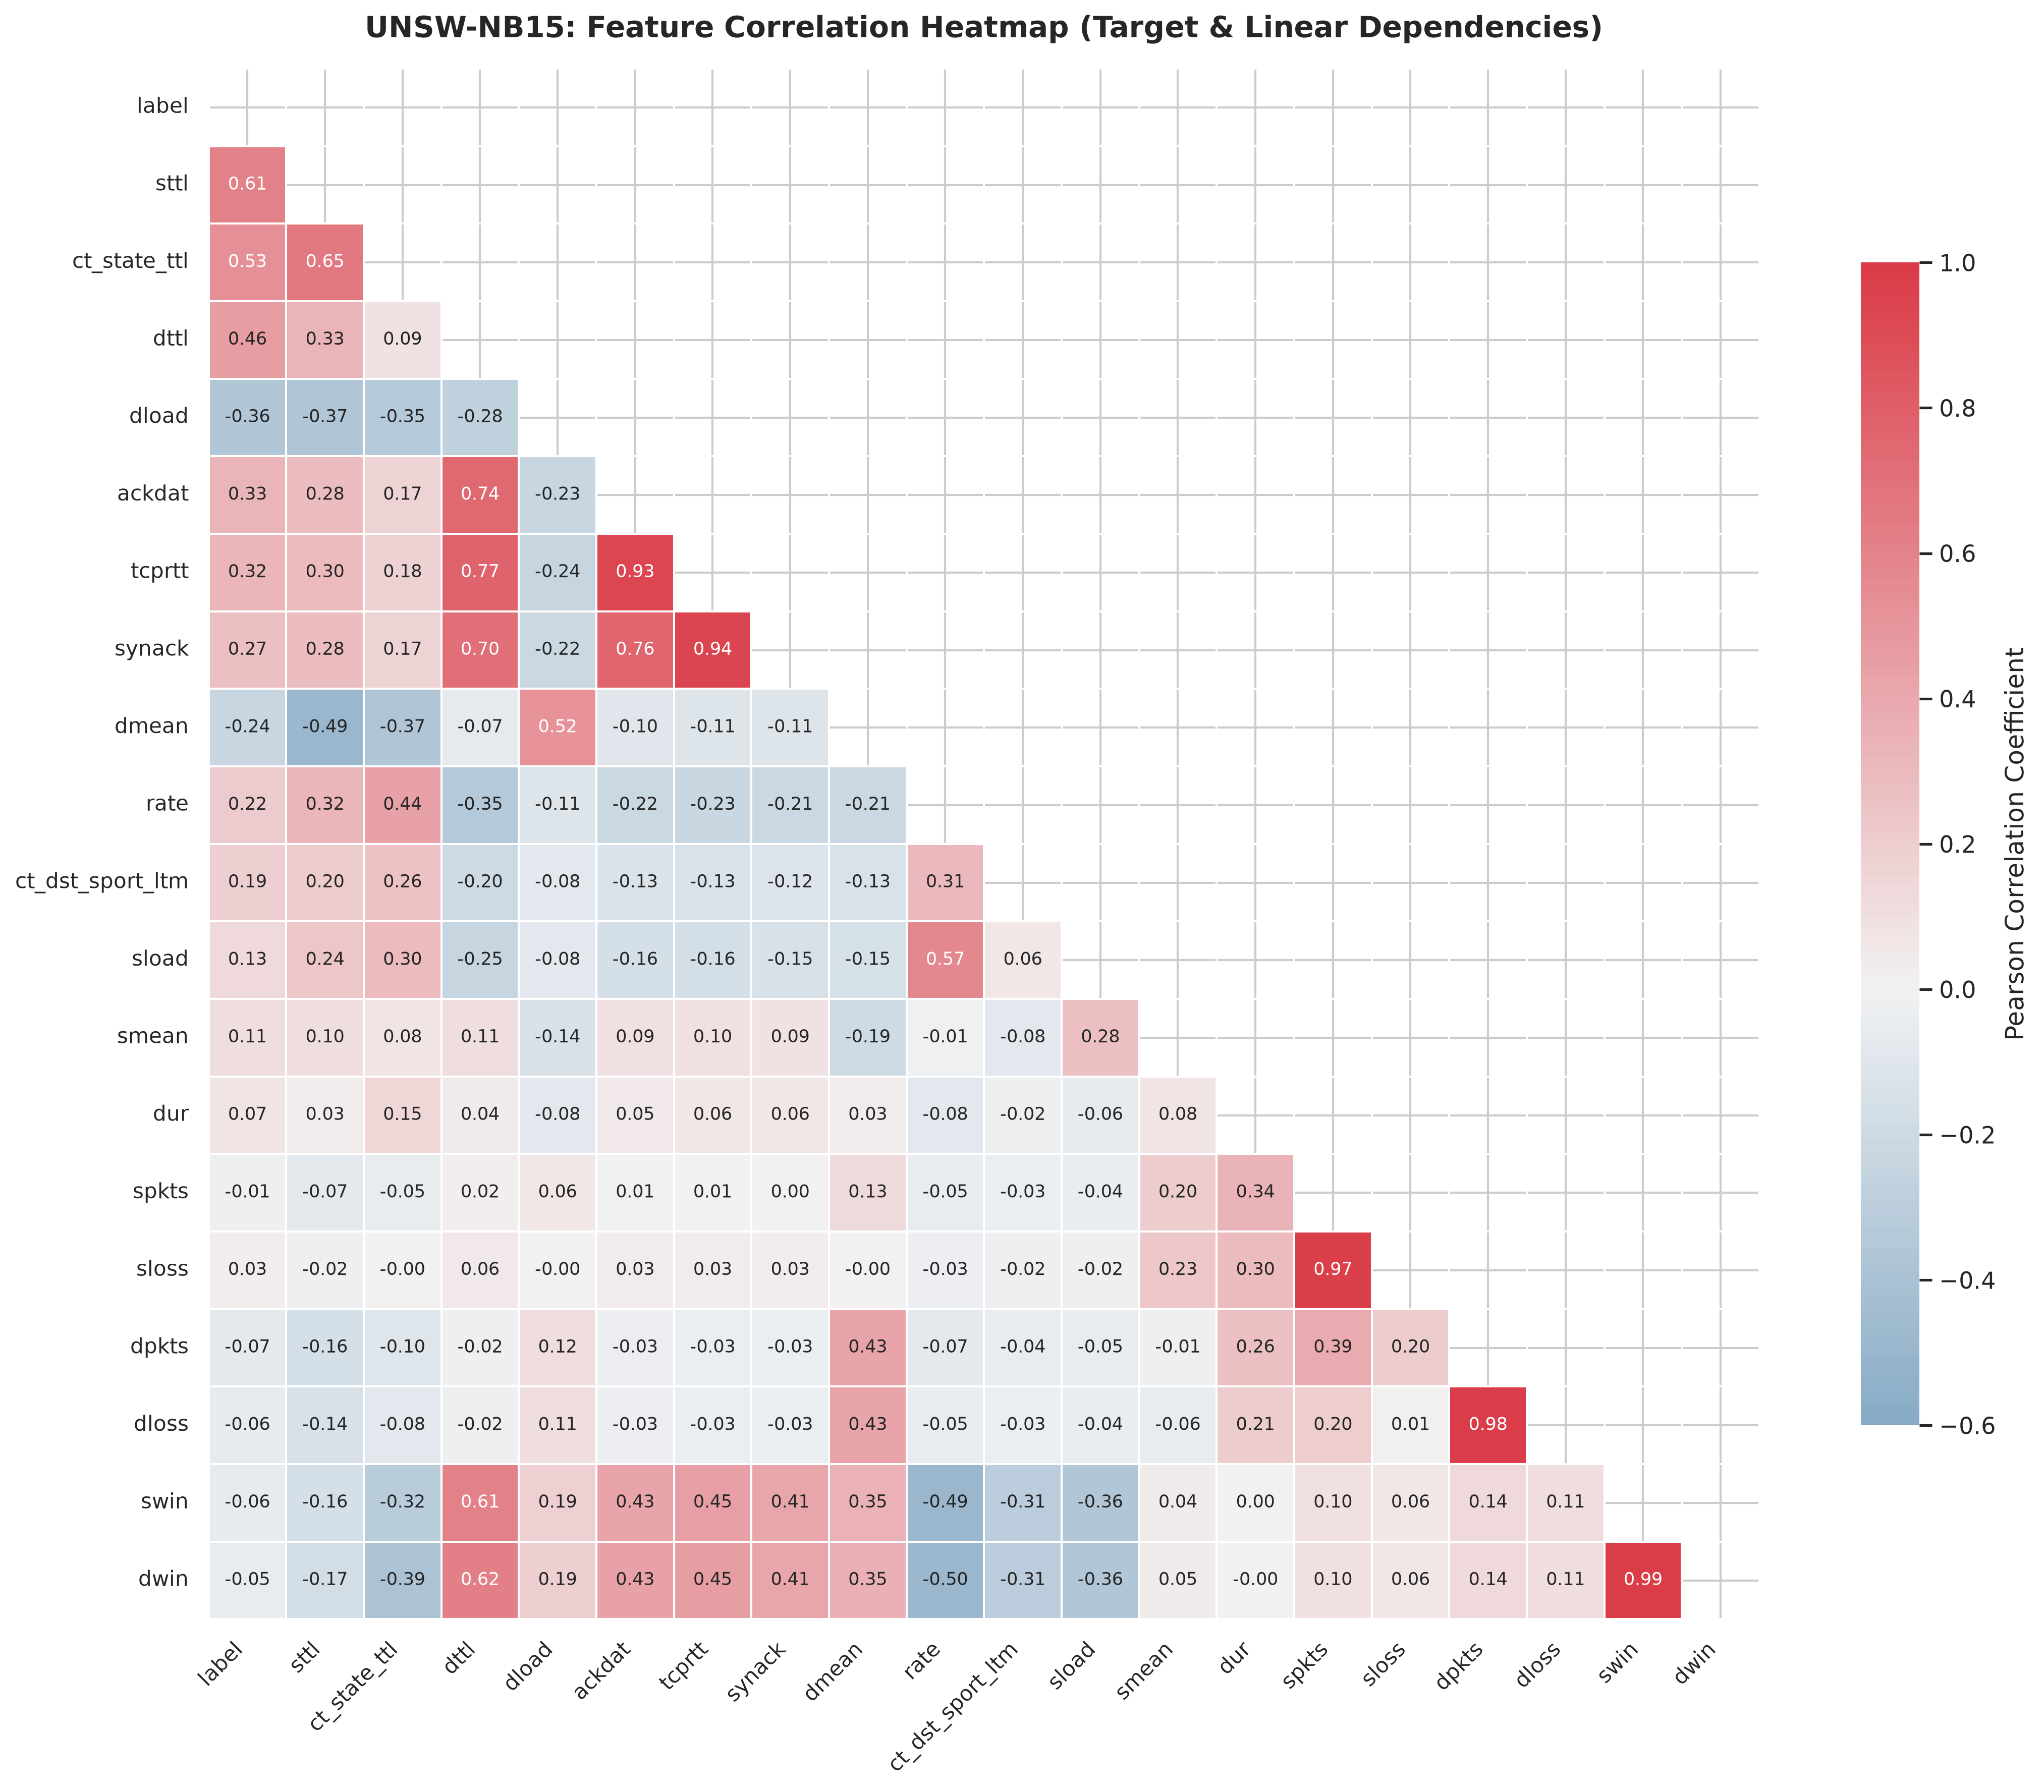 UNSW-NB15: Feature Correlation Heatmap (Target & Linear Dependencies)
label
sttl 0.61
ct_state_ttl 0.53 0.65
dttl 0.46 0.33 0.09
dload -0.36 -0.37 -0.35 -0.28
ackdat 0.33 0.28 0.17 0.74 -0.23
tcprtt 0.32 0.30 0.18 0.77 -0.24 0.93
synack 0.27 0.28 0.17 0.70 -0.22 0.76 0.94
dmean -0.24 -0.49 -0.37 -0.07 0.52 -0.10 -0.11 -0.11
rate 0.22 0.32 0.44 -0.35 -0.11 -0.22 -0.23 -0.21 -0.21
ct_dst_sport_ltm 0.19 0.20 0.26 -0.20 -0.08 -0.13 -0.13 -0.12 -0.13 0.31
sload 0.13 0.24 0.30 -0.25 -0.08 -0.16 -0.16 -0.15 -0.15 0.57 0.06
smean 0.11 0.10 0.08 0.11 -0.14 0.09 0.10 0.09 -0.19 -0.01 -0.08 0.28
dur 0.07 0.03 0.15 0.04 -0.08 0.05 0.06 0.06 0.03 -0.08 -0.02 -0.06 0.08
spkts -0.01 -0.07 -0.05 0.02 0.06 0.01 0.01 0.00 0.13 -0.05 -0.03 -0.04 0.20 0.34
sloss 0.03 -0.02 -0.00 0.06 -0.00 0.03 0.03 0.03 -0.00 -0.03 -0.02 -0.02 0.23 0.30 0.97
dpkts -0.07 -0.16 -0.10 -0.02 0.12 -0.03 -0.03 -0.03 0.43 -0.07 -0.04 -0.05 -0.01 0.26 0.39 0.20
dloss -0.06 -0.14 -0.08 -0.02 0.11 -0.03 -0.03 -0.03 0.43 -0.05 -0.03 -0.04 -0.06 0.21 0.20 0.01 0.98
swin -0.06 -0.16 -0.32 0.61 0.19 0.43 0.45 0.41 0.35 -0.49 -0.31 -0.36 0.04 0.00 0.10 0.06 0.14 0.11
dwin -0.05 -0.17 -0.39 0.62 0.19 0.43 0.45 0.41 0.35 -0.50 -0.31 -0.36 0.05 -0.00 0.10 0.06 0.14 0.11 0.99
label sttl ct_state_ttl dttl dload ackdat tcprtt synack dmean rate ct_dst_sport_ltm sload smean dur spkts sloss dpkts dloss swin dwin
1.0
0.8
0.6
0.4
0.2
0.0
−0.2
−0.4
−0.6
Pearson Correlation Coefficient